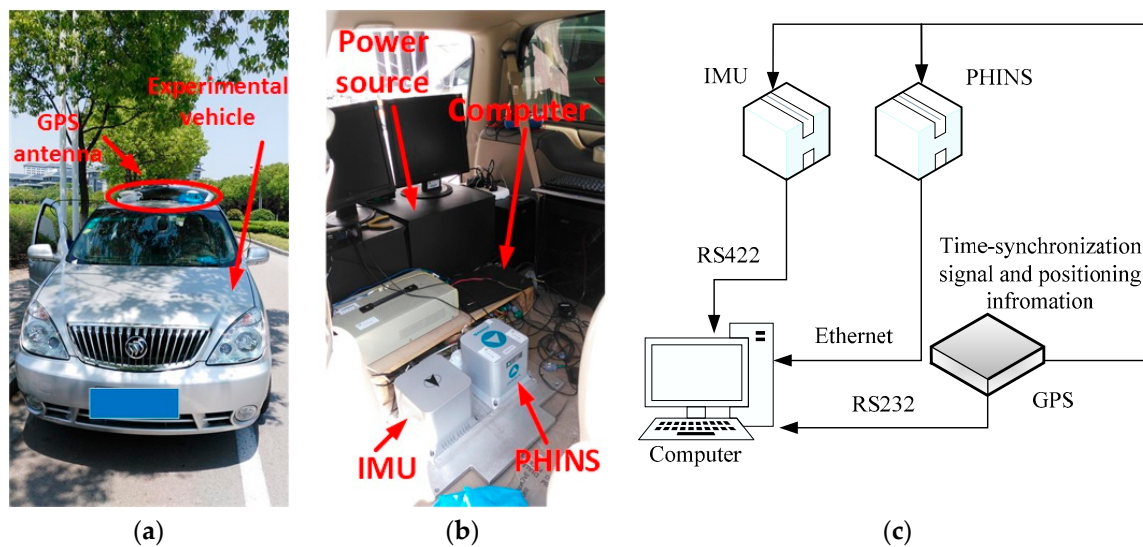 Experimental
vehicle
GPS
antenna
(a)
Power
source
Computer
IMU
PHINS
(b)
IMU
PHINS
RS422
Time-synchronization
signal and positioning
infromation
Ethernet
RS232
GPS
Computer
(c)